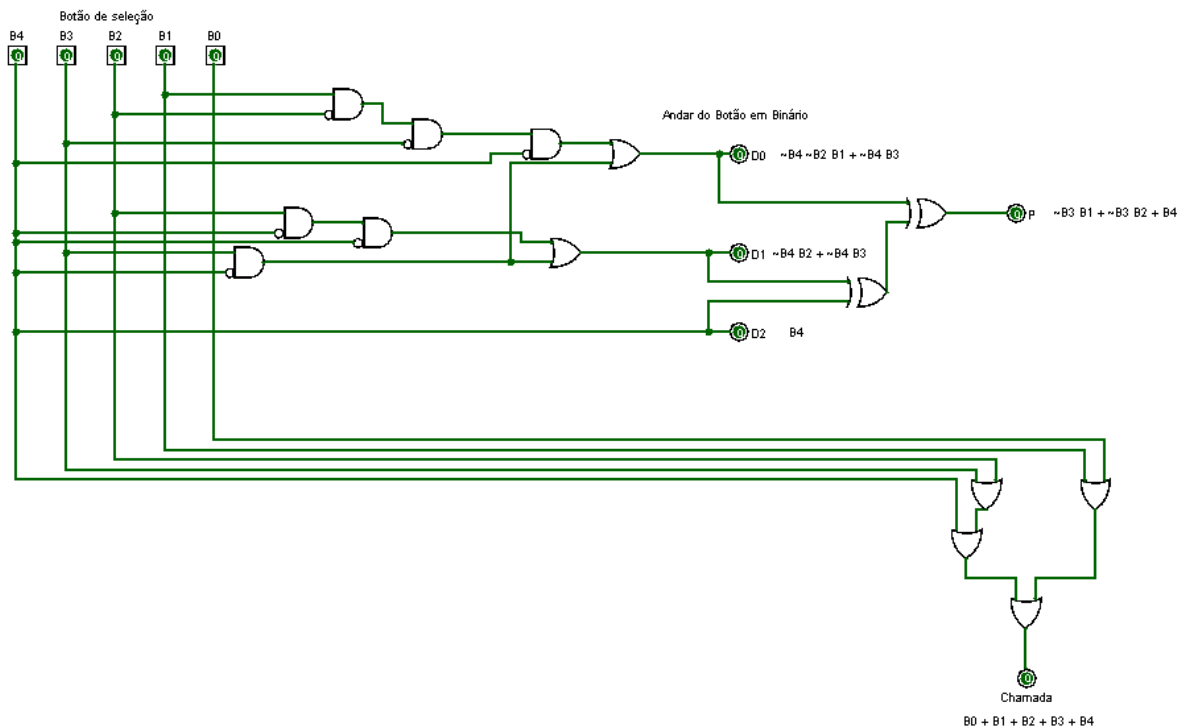 Botão de seleção
B4 B3 B2 B1 B0
0 0 0 0 0
Andar do Botão em Binário
0 D0 ~B4 ~B2 B1 + ~B4 B3
0 P ~B3 B1 + ~B3 B2 + B4
0 D1 ~B4 B2 + ~B4 B3
0 D2 B4
0
Chamada
B0 + B1 + B2 + B3 + B4